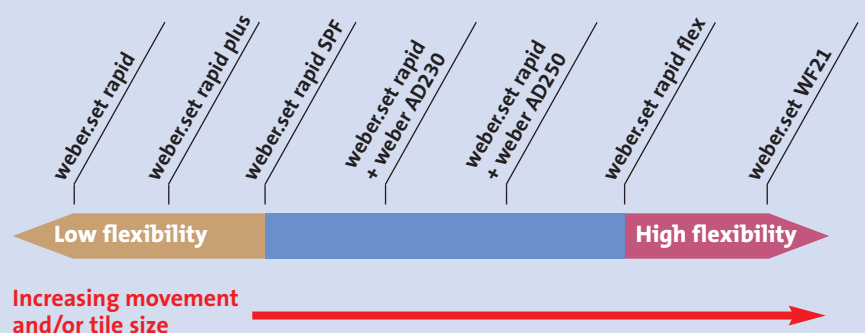 weber.set rapid
weber.set rapid plus
weber.set rapid SPF
weber.set rapid
+ weber AD230
weber.set rapid
+ weber AD250
weber.set rapid flex
weber.set WF21
Low flexibility
High flexibility
Increasing movement
and/or tile size